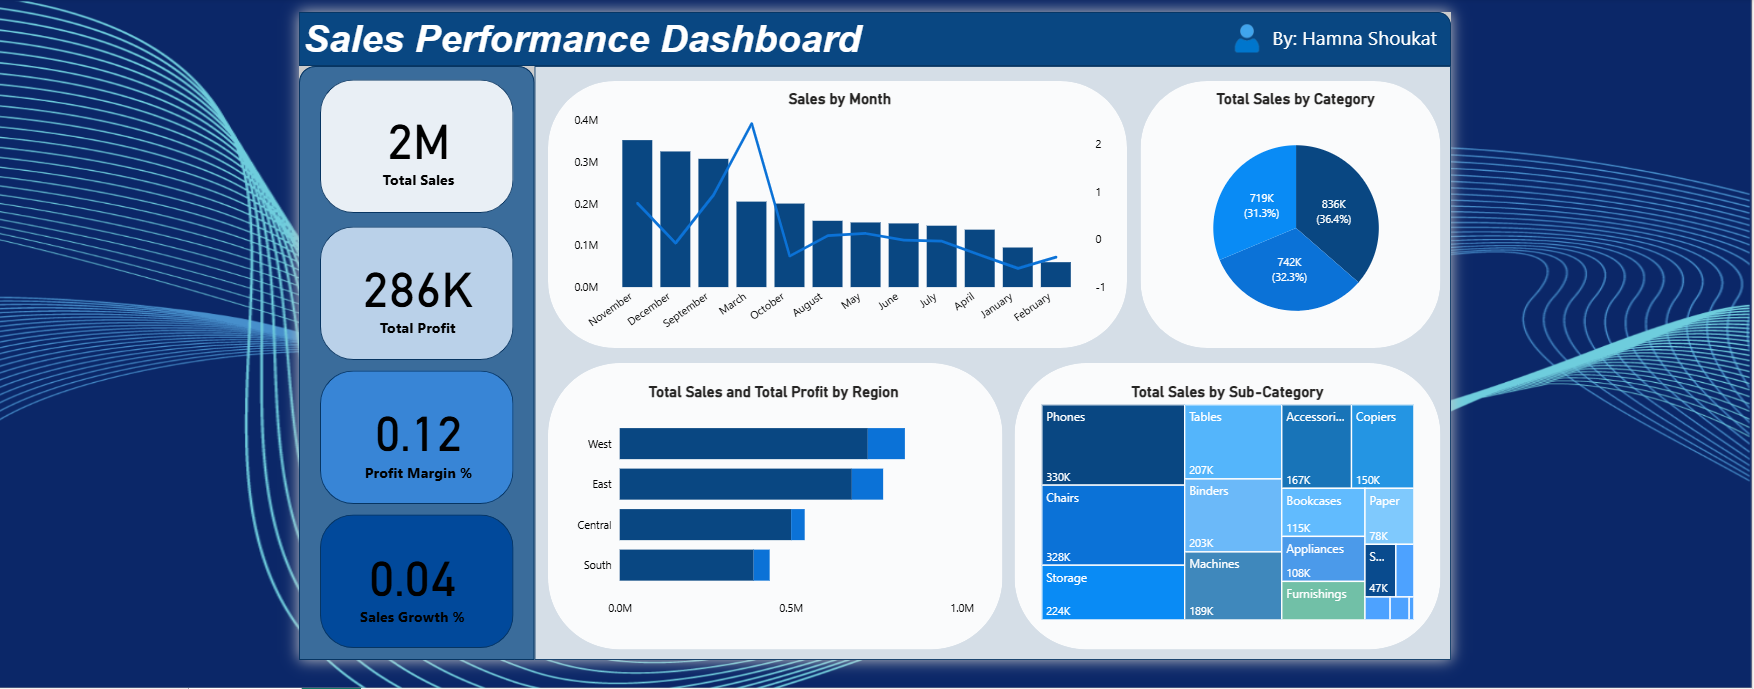 Sales Performance Dashboard
By: Hamna Shoukat
2M
Total Sales
286K
Total Profit
0.12
Profit Margin %
0.04
Sales Growth %
Sales by Month
0.4M
0.3M
0.2M
0.1M
0.0M
2
1
0
-1
November
December
September
March
October
August
May
June
July
April
January
February
Total Sales by Category
719K
(31.3%)
836K
(36.4%)
742K
(32.3%)
Total Sales and Total Profit by Region
West
East
Central
South
0.0M
0.5M
1.0M
Total Sales by Sub-Category
Phones
330K
Chairs
328K
Storage
224K
Tables
207K
Binders
203K
Machines
189K
Accessori...
167K
Copiers
150K
Bookcases
115K
Paper
78K
Appliances
108K
S...
47K
Furnishings